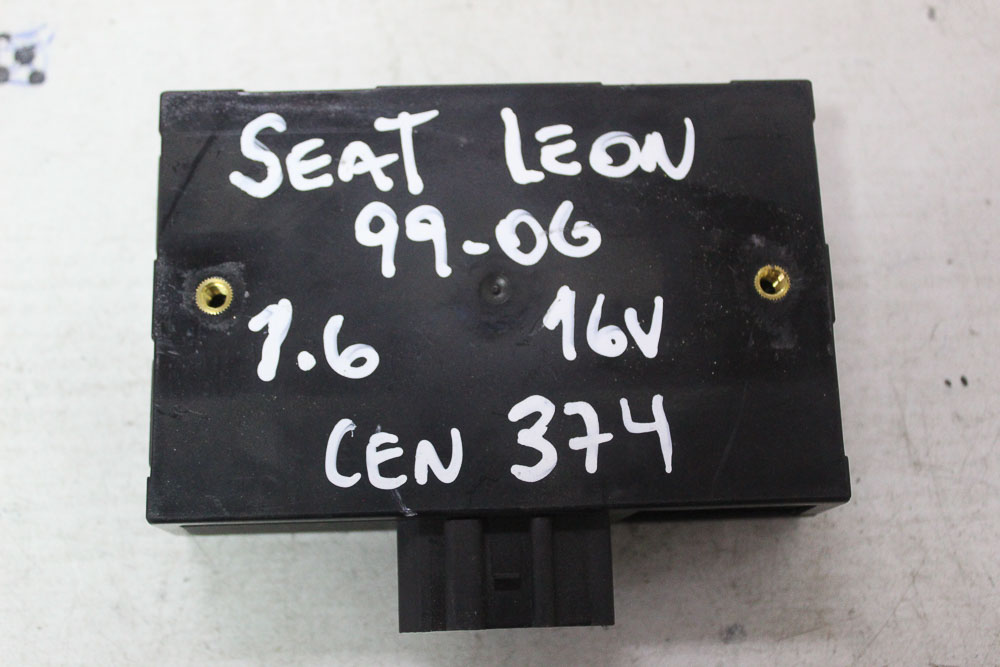 SEAT LEON
99-06
1.6 16V
CEN 374